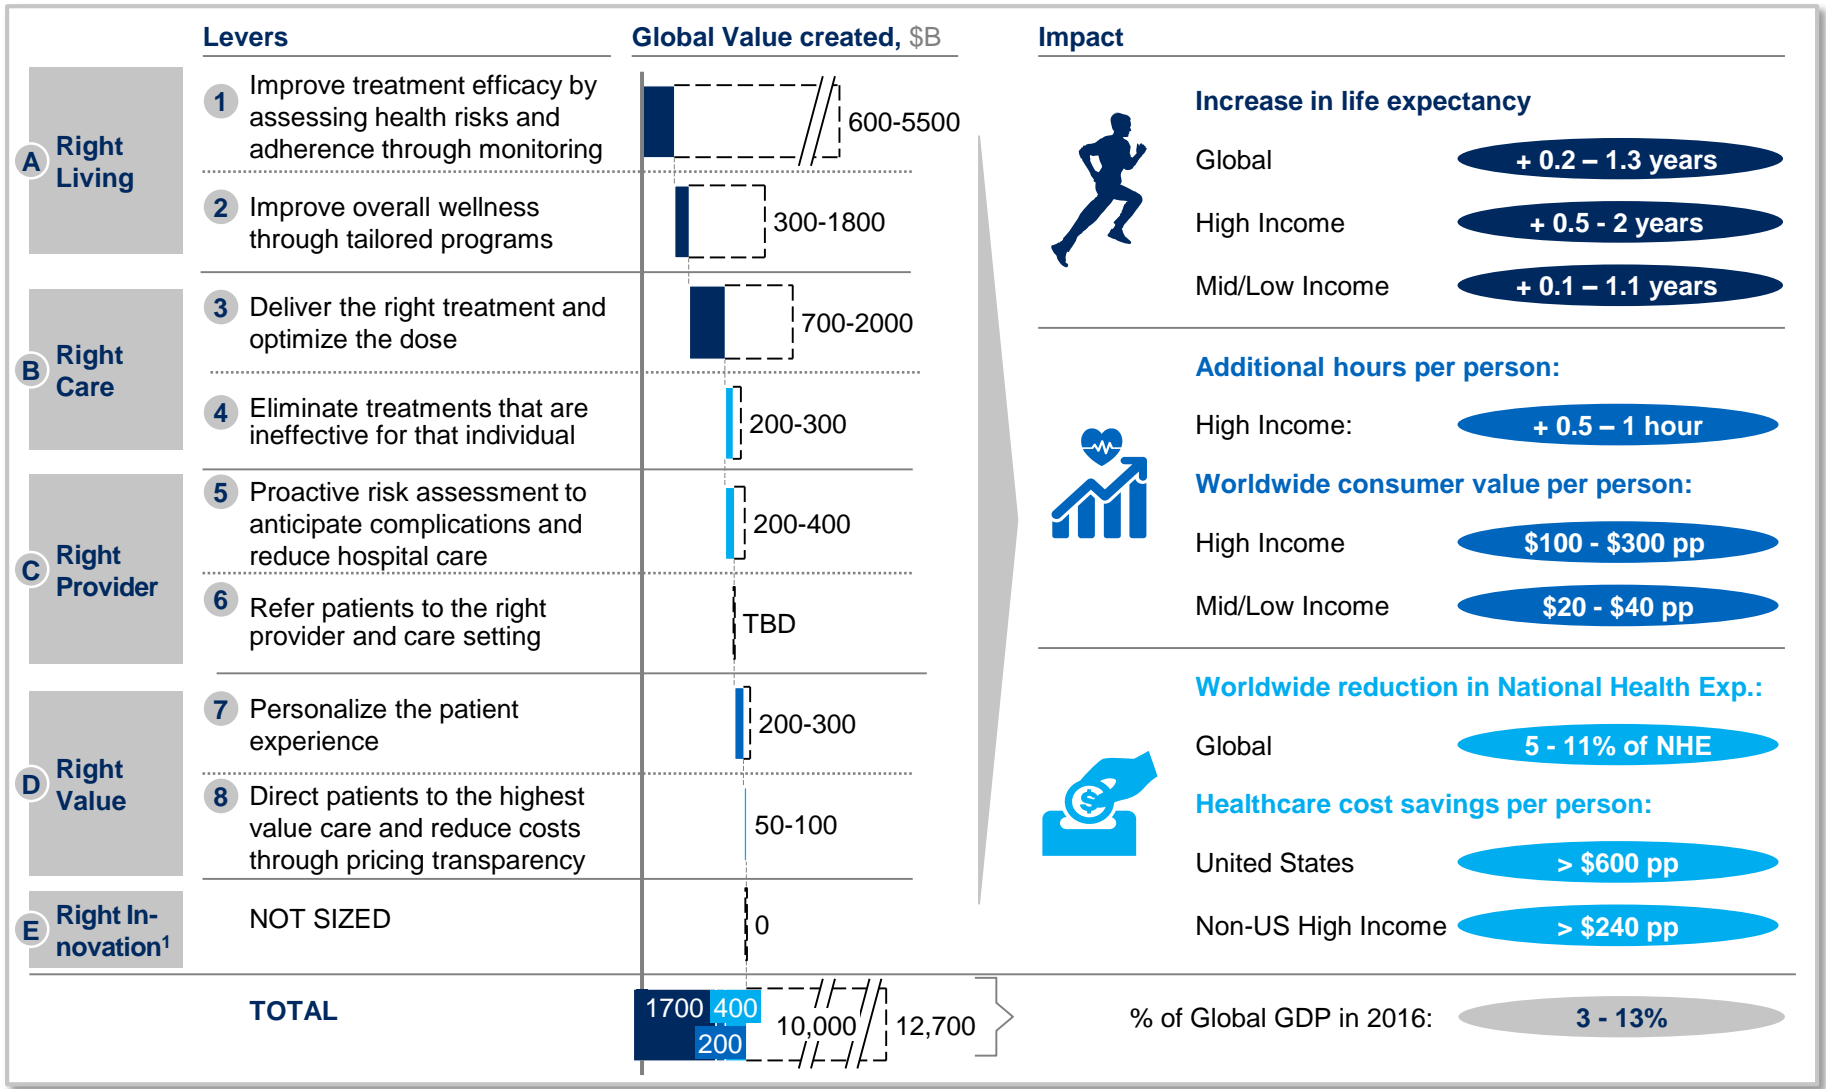 Levers
Global Value created, $B
Impact
A
Right
Living
1
Improve treatment efficacy by
assessing health risks and
adherence through monitoring
600-5500
2
Improve overall wellness
through tailored programs
300-1800
B
Right
Care
3
Deliver the right treatment and
optimize the dose
700-2000
4
Eliminate treatments that are
ineffective for that individual
200-300
C
Right
Provider
5
Proactive risk assessment to
anticipate complications and
reduce hospital care
200-400
6
Refer patients to the right
provider and care setting
TBD
D
Right
Value
7
Personalize the patient
experience
200-300
8
Direct patients to the highest
value care and reduce costs
through pricing transparency
50-100
E
Right In-
novation¹
NOT SIZED
0
TOTAL
1700
400
200
10,000
12,700
Increase in life expectancy
Global + 0.2 – 1.3 years
High Income + 0.5 - 2 years
Mid/Low Income + 0.1 – 1.1 years
Additional hours per person:
High Income: + 0.5 – 1 hour
Worldwide consumer value per person:
High Income $100 - $300 pp
Mid/Low Income $20 - $40 pp
$
Worldwide reduction in National Health Exp.:
Global 5 - 11% of NHE
Healthcare cost savings per person:
United States > $600 pp
Non-US High Income > $240 pp
% of Global GDP in 2016: 3 - 13%